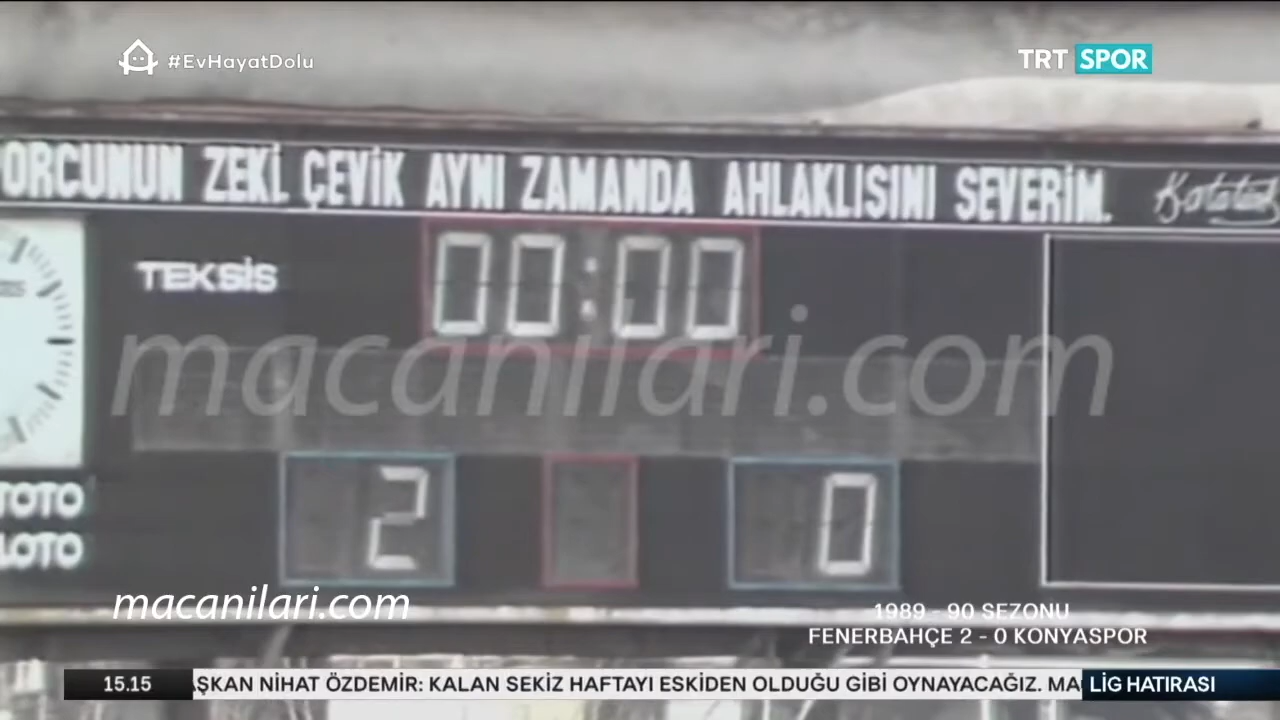 #EvHayatDolu
TRT SPOR
ORCUNUN ZEKİ, ÇEVİK AYNI ZAMANDA AHLAKLISINI SEVERİM.
TEKSİS
00:00
macanilari.com
2 0
TOTO
LOTO
macanilari.com
1989 - 90 SEZONU
FENERBAHÇE 2 - 0 KONYASPOR
15.15 ŞKAN NİHAT ÖZDEMİR: KALAN SEKİZ HAFTAYI ESKİDEN OLDUĞU GİBİ OYNAYACAĞIZ. MA LİG HATIRASI